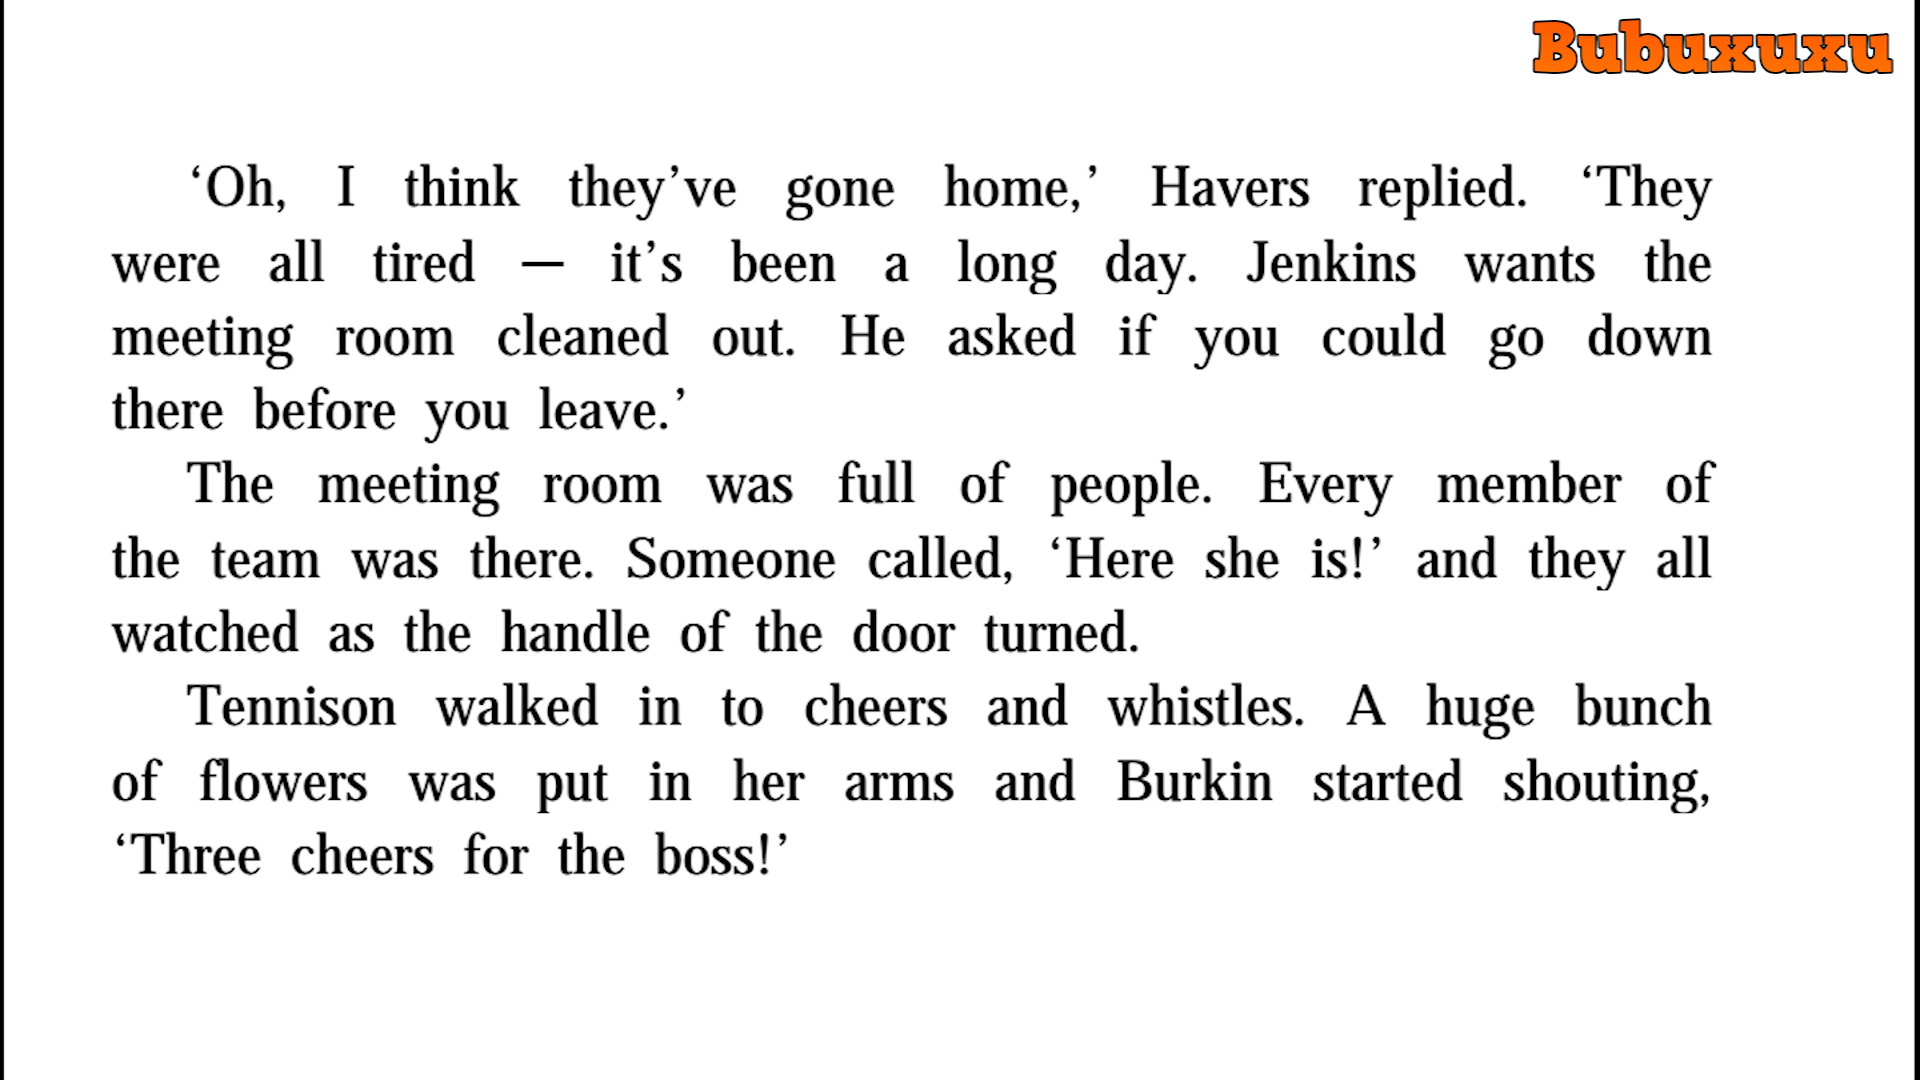 Bubuxuxu
‘Oh, I think they’ve gone home,’ Havers replied. ‘They
were all tired — it’s been a long day. Jenkins wants the
meeting room cleaned out. He asked if you could go down
there before you leave.’
The meeting room was full of people. Every member of
the team was there. Someone called, ‘Here she is!’ and they all
watched as the handle of the door turned.
Tennison walked in to cheers and whistles. A huge bunch
of flowers was put in her arms and Burkin started shouting,
‘Three cheers for the boss!’